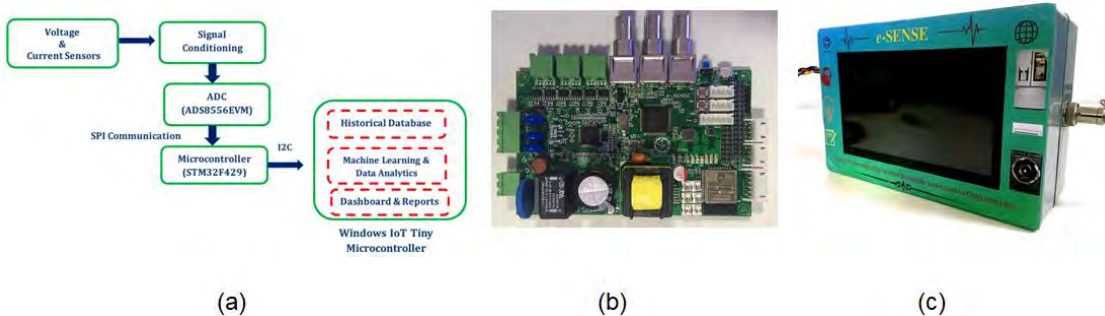 Voltage
&
Current Sensors
Signal
Conditioning
ADC
(ADS8556EVM)
SPI Communication
Microcontroller
(STM32F429)
I2C
Historical Database
Machine Learning &
Data Analytics
Dashboard & Reports
Windows IoT Tiny
Microcontroller
e-SENSE
(a)
(b)
(c)